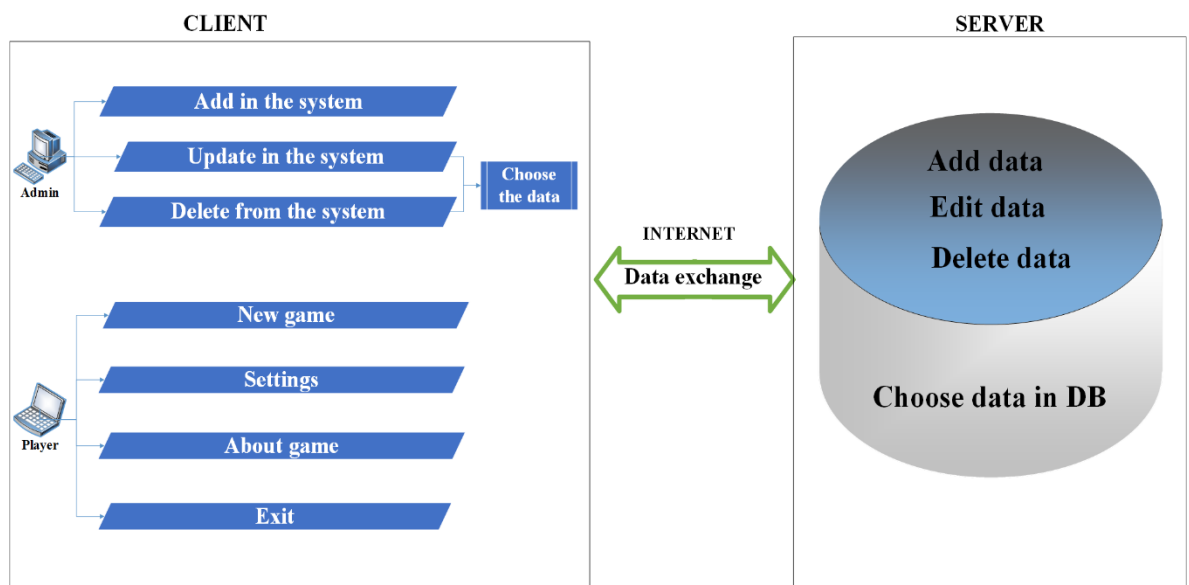 CLIENT
Add in the system
Update in the system
Delete from the system
Admin
Choose
the data
New game
Settings
About game
Exit
Player
INTERNET
Data exchange
SERVER
Add data
Edit data
Delete data
Choose data in DB